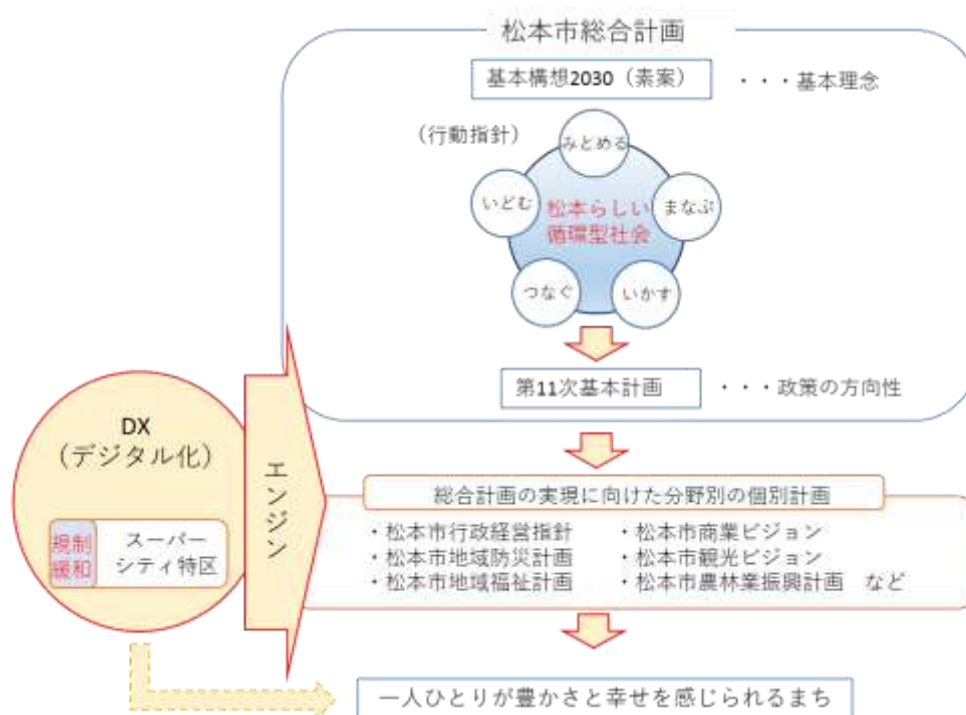 松本市総合計画
基本構想2030（素案）
・・・基本理念
（行動指針）
みとめる
いどむ
まなぶ
松本らしい
循環型社会
つなぐ
いかす
第11次基本計画
・・・政策の方向性
DX
（デジタル化）
規制
緩和
スーパー
シティ特区
エンジン
総合計画の実現に向けた分野別の個別計画
・松本市行政経営指針
・松本市商業ビジョン
・松本市地域防災計画
・松本市観光ビジョン
・松本市地域福祉計画
・松本市農林業振興計画　など
一人ひとりが豊かさと幸せを感じられるまち